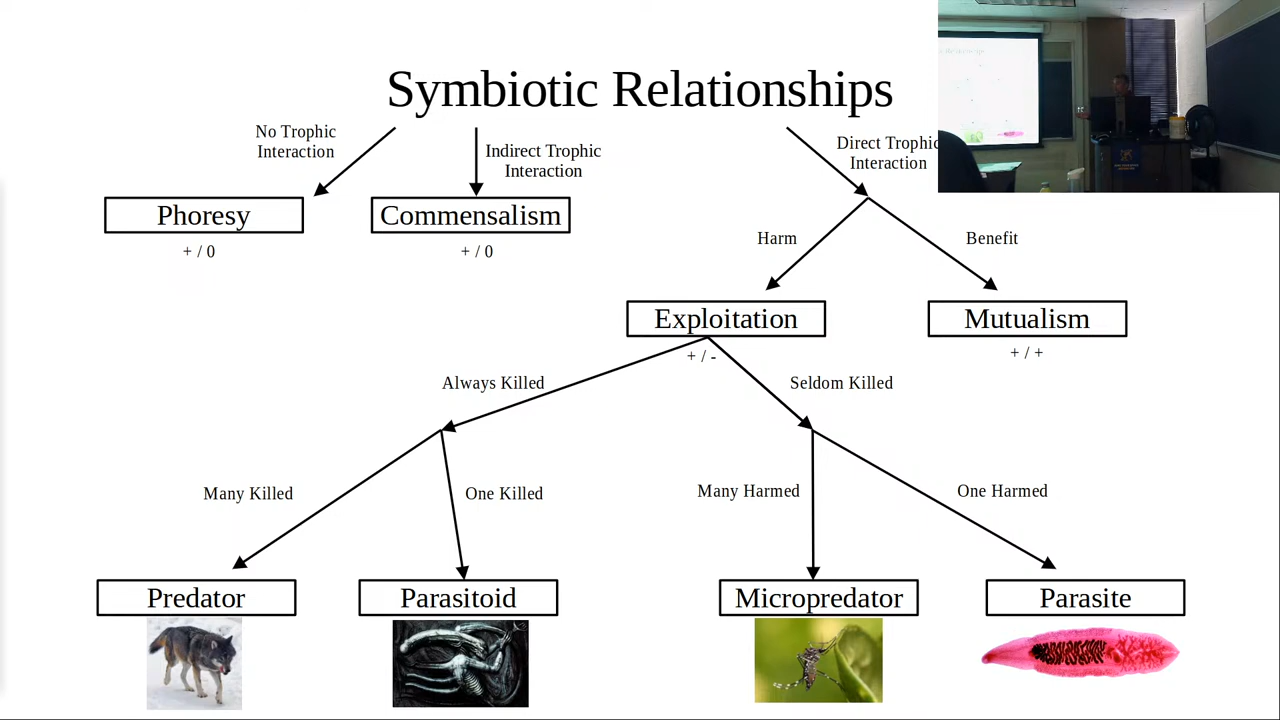 Symbiotic Relationships
No Trophic
Interaction
Indirect Trophic
Interaction
Direct Trophic
Interaction
Phoresy
+ / 0
Commensalism
+ / 0
Harm
Benefit
Exploitation
+ / -
Mutualism
+ / +
Always Killed
Seldom Killed
Many Killed
One Killed
Many Harmed
One Harmed
Predator
Parasitoid
Micropredator
Parasite